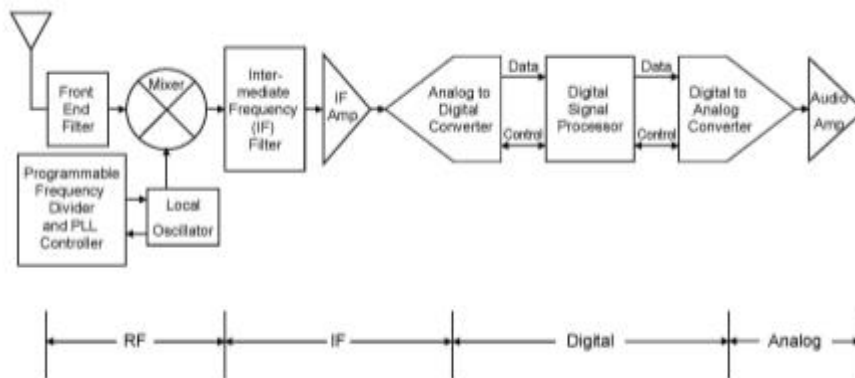 Front
End
Filter
Mixer
Inter-
mediate
Frequency
(IF)
Filter
IF
Amp
Analog to
Digital
Converter
Data
Control
Digital
Signal
Processor
Data
Control
Digital to
Analog
Converter
Audio
Amp
Programmable
Frequency
Divider
and PLL
Controller
Local
Oscillator
RF
IF
Digital
Analog